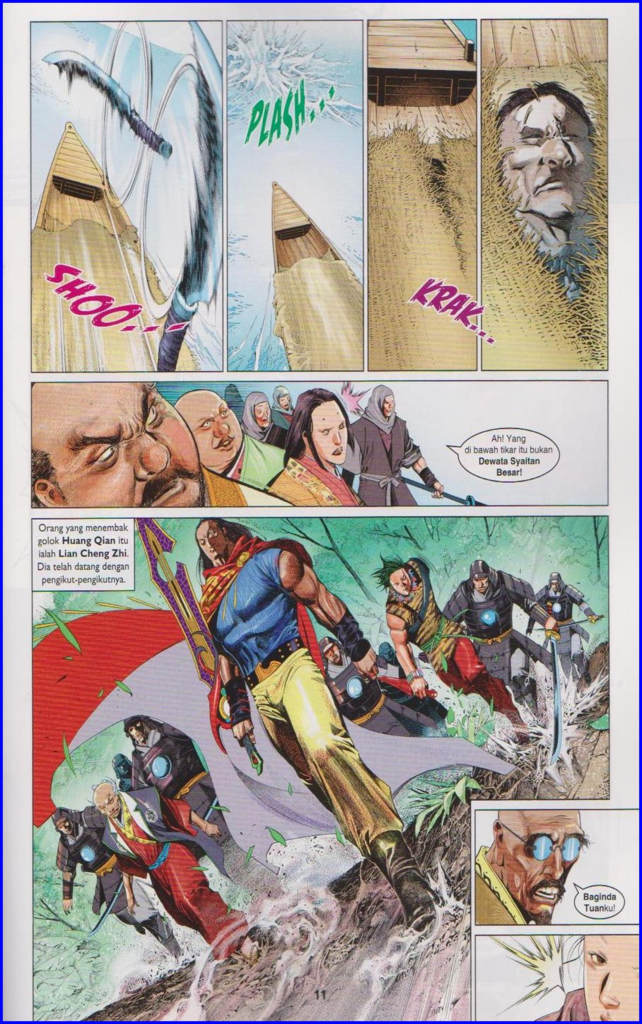 SHOO...
PLASH...
KRAK...
Ah! Yang
di bawah tikar itu bukan
Dewata Syaitan
Besar!
Orang yang menembak
golok Huang Qian itu
ialah Lian Cheng Zhi.
Dia telah datang dengan
pengikut-pengikutnya.
Baginda
Tuanku!
11